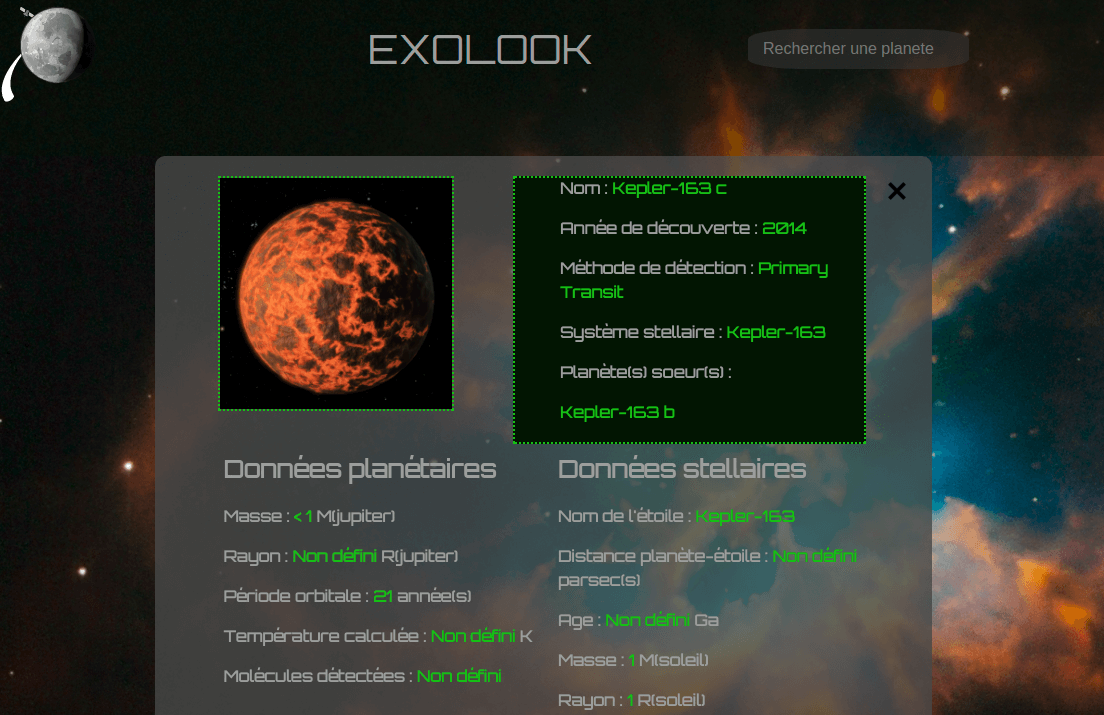 EXOLOOK
Rechercher une planete
Nom : Kepler-163 c
Année de découverte : 2014
Méthode de détection : Primary
Transit
Système stellaire : Kepler-163
Planète(s) soeur(s) :
Kepler-163 b
Données planétaires
Masse : < 1 M(jupiter)
Rayon : Non défini R(jupiter)
Période orbitale : 21 année(s)
Température calculée : Non défini K
Molécules détectées : Non défini
Données stellaires
Nom de l'étoile : Kepler-163
Distance planète-étoile : Non défini
parsec(s)
Age : Non défini Ga
Masse : 1 M(soleil)
Rayon : 1 R(soleil)